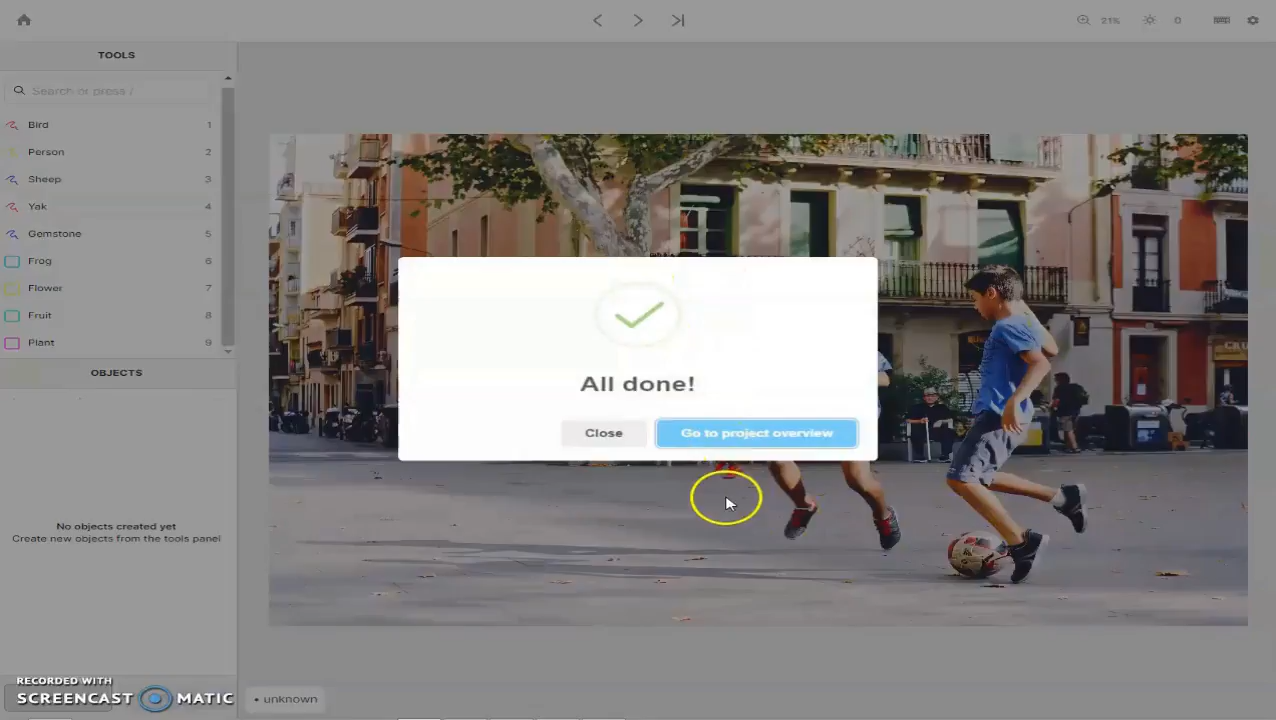 21%
0
TOOLS
Search or press /
Bird 1
Person 2
Sheep 3
Yak 4
Gemstone 5
Frog 6
Flower 7
Fruit 8
Plant 9
OBJECTS
No objects created yet
Create new objects from the tools panel
All done!
Close
Go to project overview
RECORDED WITH
SCREENCAST MATIC
• unknown